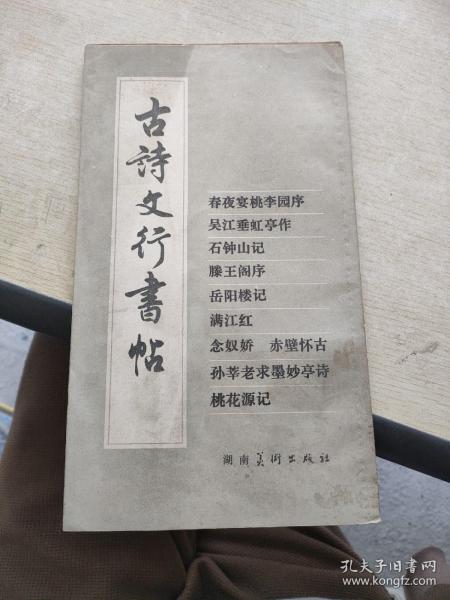 古詩文行書帖
春夜宴桃李园序
吴江垂虹亭作
石钟山记
滕王阁序
岳阳楼记
满江红
念奴娇 赤壁怀古
孙莘老求墨妙亭诗
桃花源记
湖南美术出版社
孔夫子旧书网
www.kongfz.com